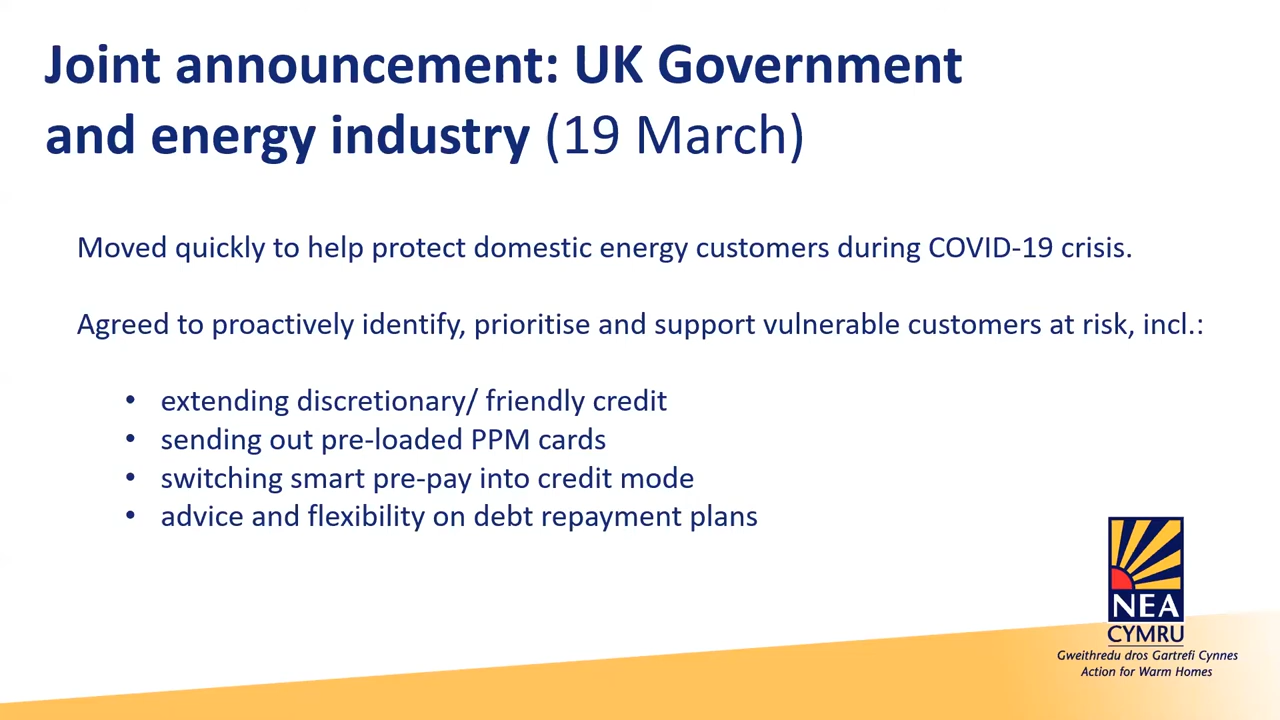 Joint announcement: UK Government
and energy industry (19 March)
Moved quickly to help protect domestic energy customers during COVID-19 crisis.
Agreed to proactively identify, prioritise and support vulnerable customers at risk, incl.:
• extending discretionary/ friendly credit
• sending out pre-loaded PPM cards
• switching smart pre-pay into credit mode
• advice and flexibility on debt repayment plans
NEA
CYMRU
Gweithredu dros Gartrefi Cynnes
Action for Warm Homes